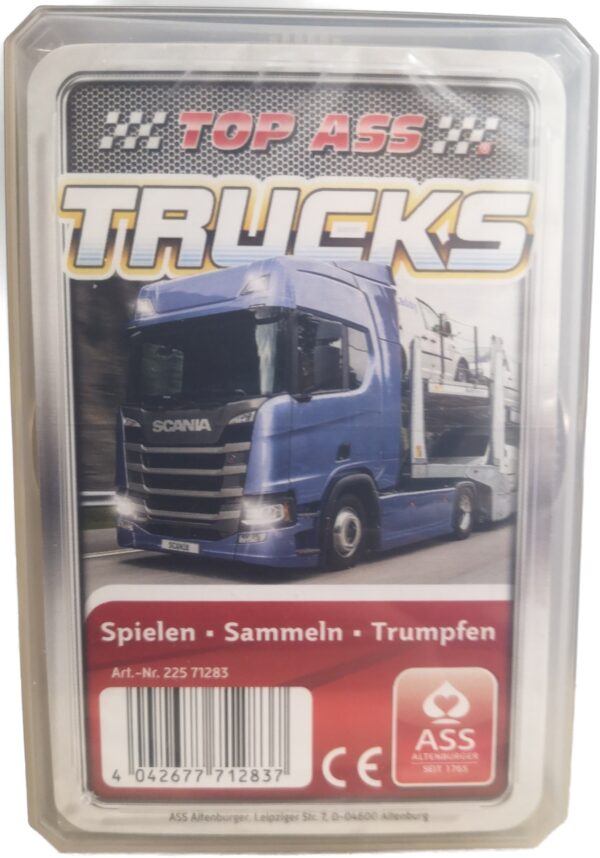 TOP ASS
TRUCKS
SCANIA
SCANIA
Spielen · Sammeln · Trumpfen
Art.-Nr. 225 71283
4 042677 712837
CE
ASS
ALTENBURGER
SEIT 1765
ASS Altenburger, Leipziger Str. 7, D-04600 Altenburg